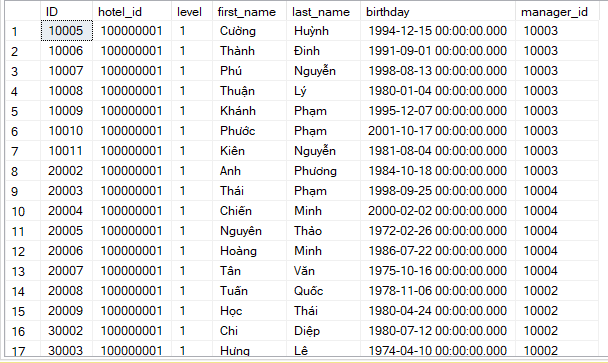 ID hotel_id level first_name last_name birthday manager_id
1 10005 100000001 1 Cường Huỳnh 1994-12-15 00:00:00.000 10003
2 10006 100000001 1 Thành Đinh 1991-09-01 00:00:00.000 10003
3 10007 100000001 1 Phú Nguyễn 1998-08-13 00:00:00.000 10003
4 10008 100000001 1 Thuận Lý 1980-01-04 00:00:00.000 10003
5 10009 100000001 1 Khánh Phạm 1995-12-07 00:00:00.000 10003
6 10010 100000001 1 Phước Phạm 2001-10-17 00:00:00.000 10003
7 10011 100000001 1 Kiên Nguyễn 1981-08-04 00:00:00.000 10003
8 20002 100000001 1 Anh Phương 1984-10-18 00:00:00.000 10003
9 20003 100000001 1 Thái Phạm 1998-09-25 00:00:00.000 10004
10 20004 100000001 1 Chiến Minh 2000-02-02 00:00:00.000 10004
11 20005 100000001 1 Nguyên Thảo 1972-02-26 00:00:00.000 10004
12 20006 100000001 1 Hoàng Minh 1986-07-22 00:00:00.000 10004
13 20007 100000001 1 Tân Văn 1975-10-16 00:00:00.000 10004
14 20008 100000001 1 Tuấn Quốc 1978-11-06 00:00:00.000 10002
15 20009 100000001 1 Học Thái 1980-04-24 00:00:00.000 10002
16 30002 100000001 1 Chi Diệp 1980-07-12 00:00:00.000 10002
17 30003 100000001 1 Hưng Lê 1974-04-10 00:00:00.000 10002